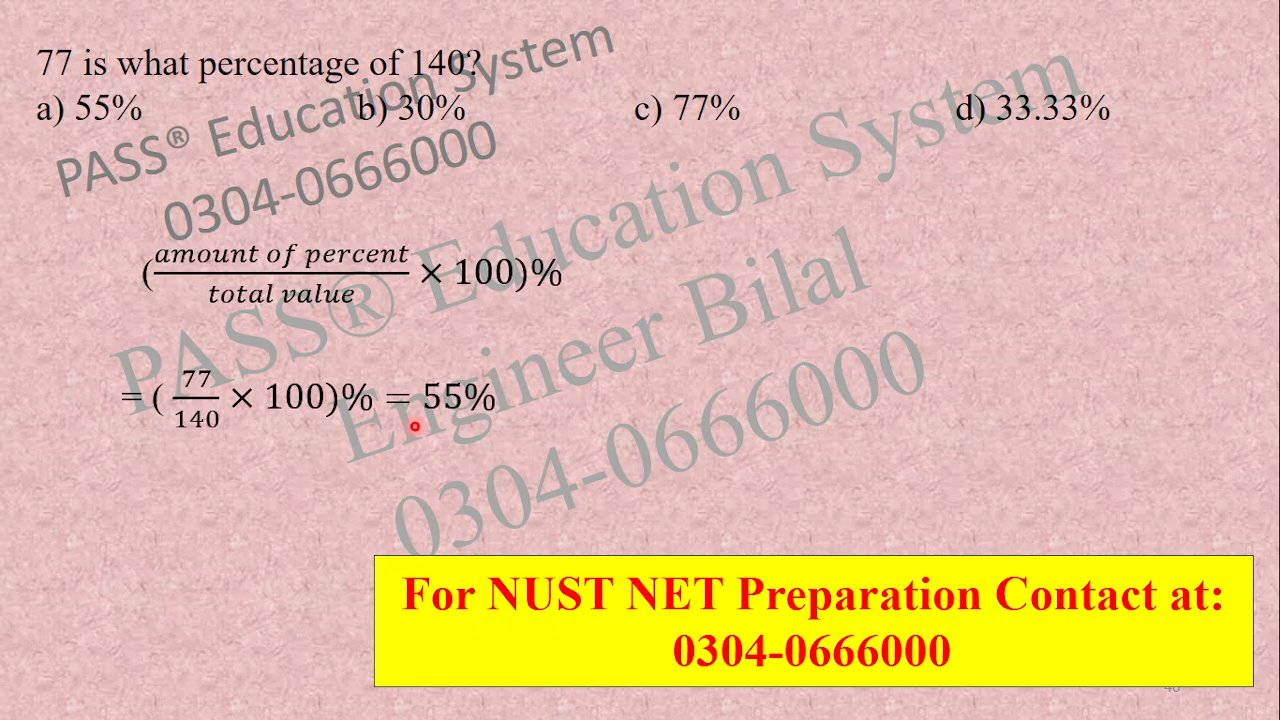 77 is what percentage of 140?
a) 55% b) 30% c) 77% d) 33.33%
PASS® Education System
0304-0666000
(amount of percent/total value × 100)%
= ( 77/140 × 100)% = 55%
PASS® Education System
Engineer Bilal
0304-0666000
For NUST NET Preparation Contact at:
0304-0666000